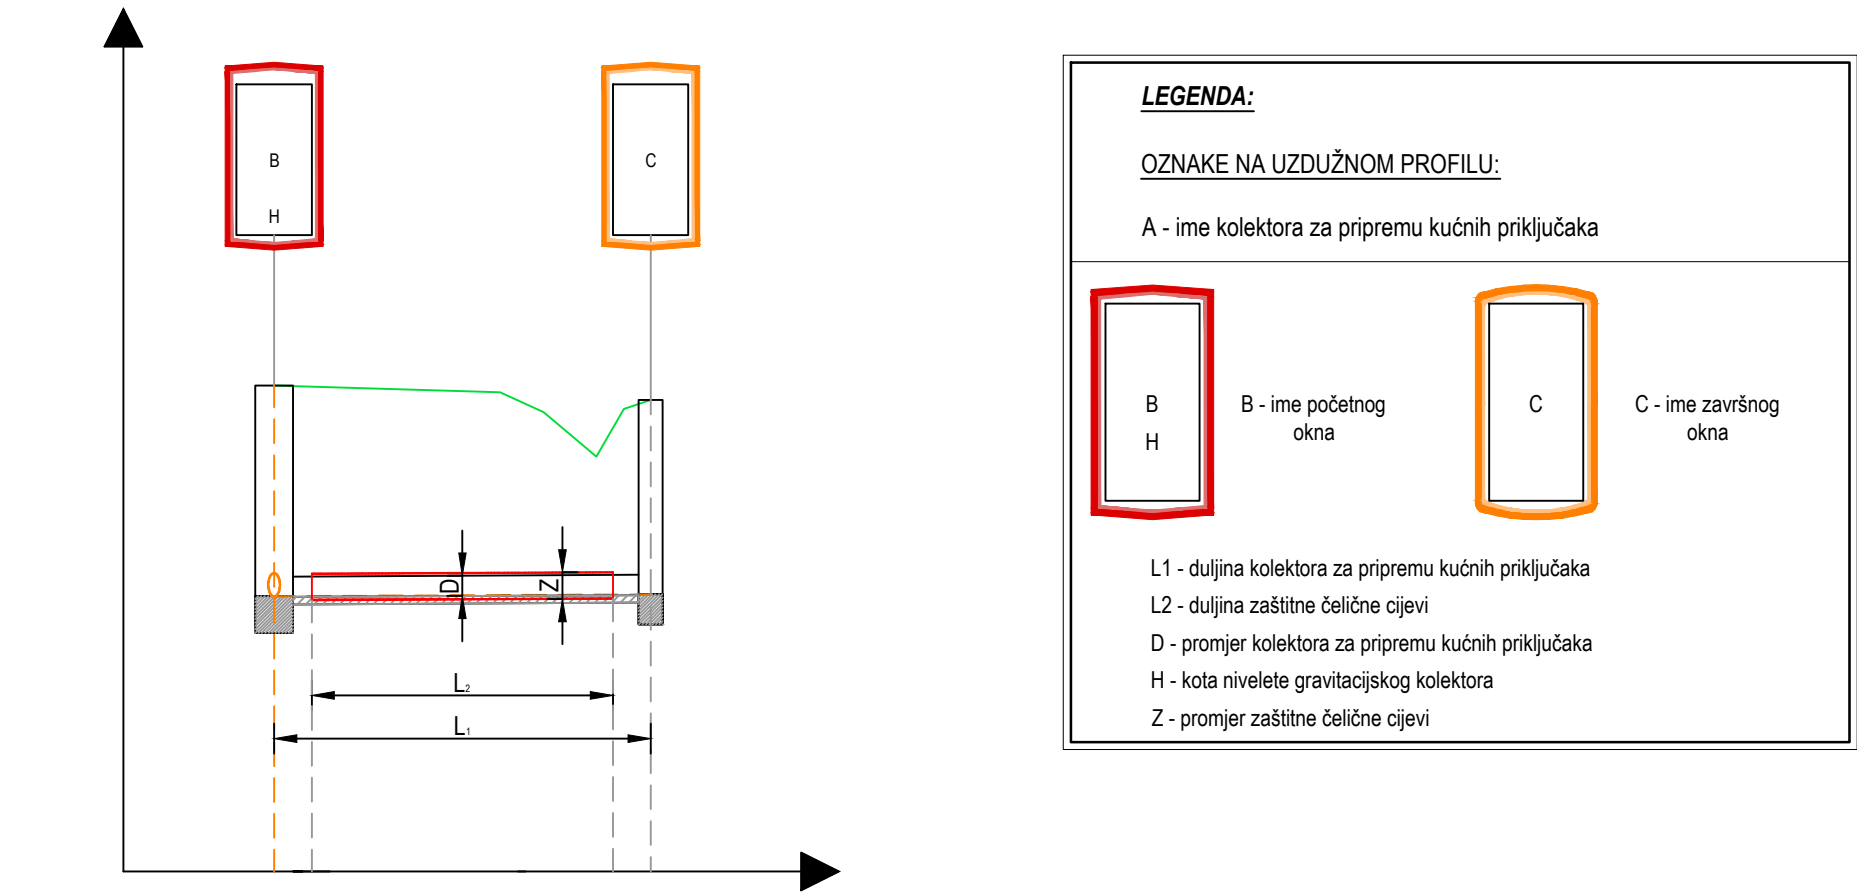 B
H
C
D
Z
L₂
L₁
LEGENDA:
OZNAKE NA UZDUŽNOM PROFILU:
A - ime kolektora za pripremu kućnih priključaka
B
H
B - ime početnog
okna
C
C - ime završnog
okna
L1 - duljina kolektora za pripremu kućnih priključaka
L2 - duljina zaštitne čelične cijevi
D - promjer kolektora za pripremu kućnih priključaka
H - kota nivelete gravitacijskog kolektora
Z - promjer zaštitne čelične cijevi